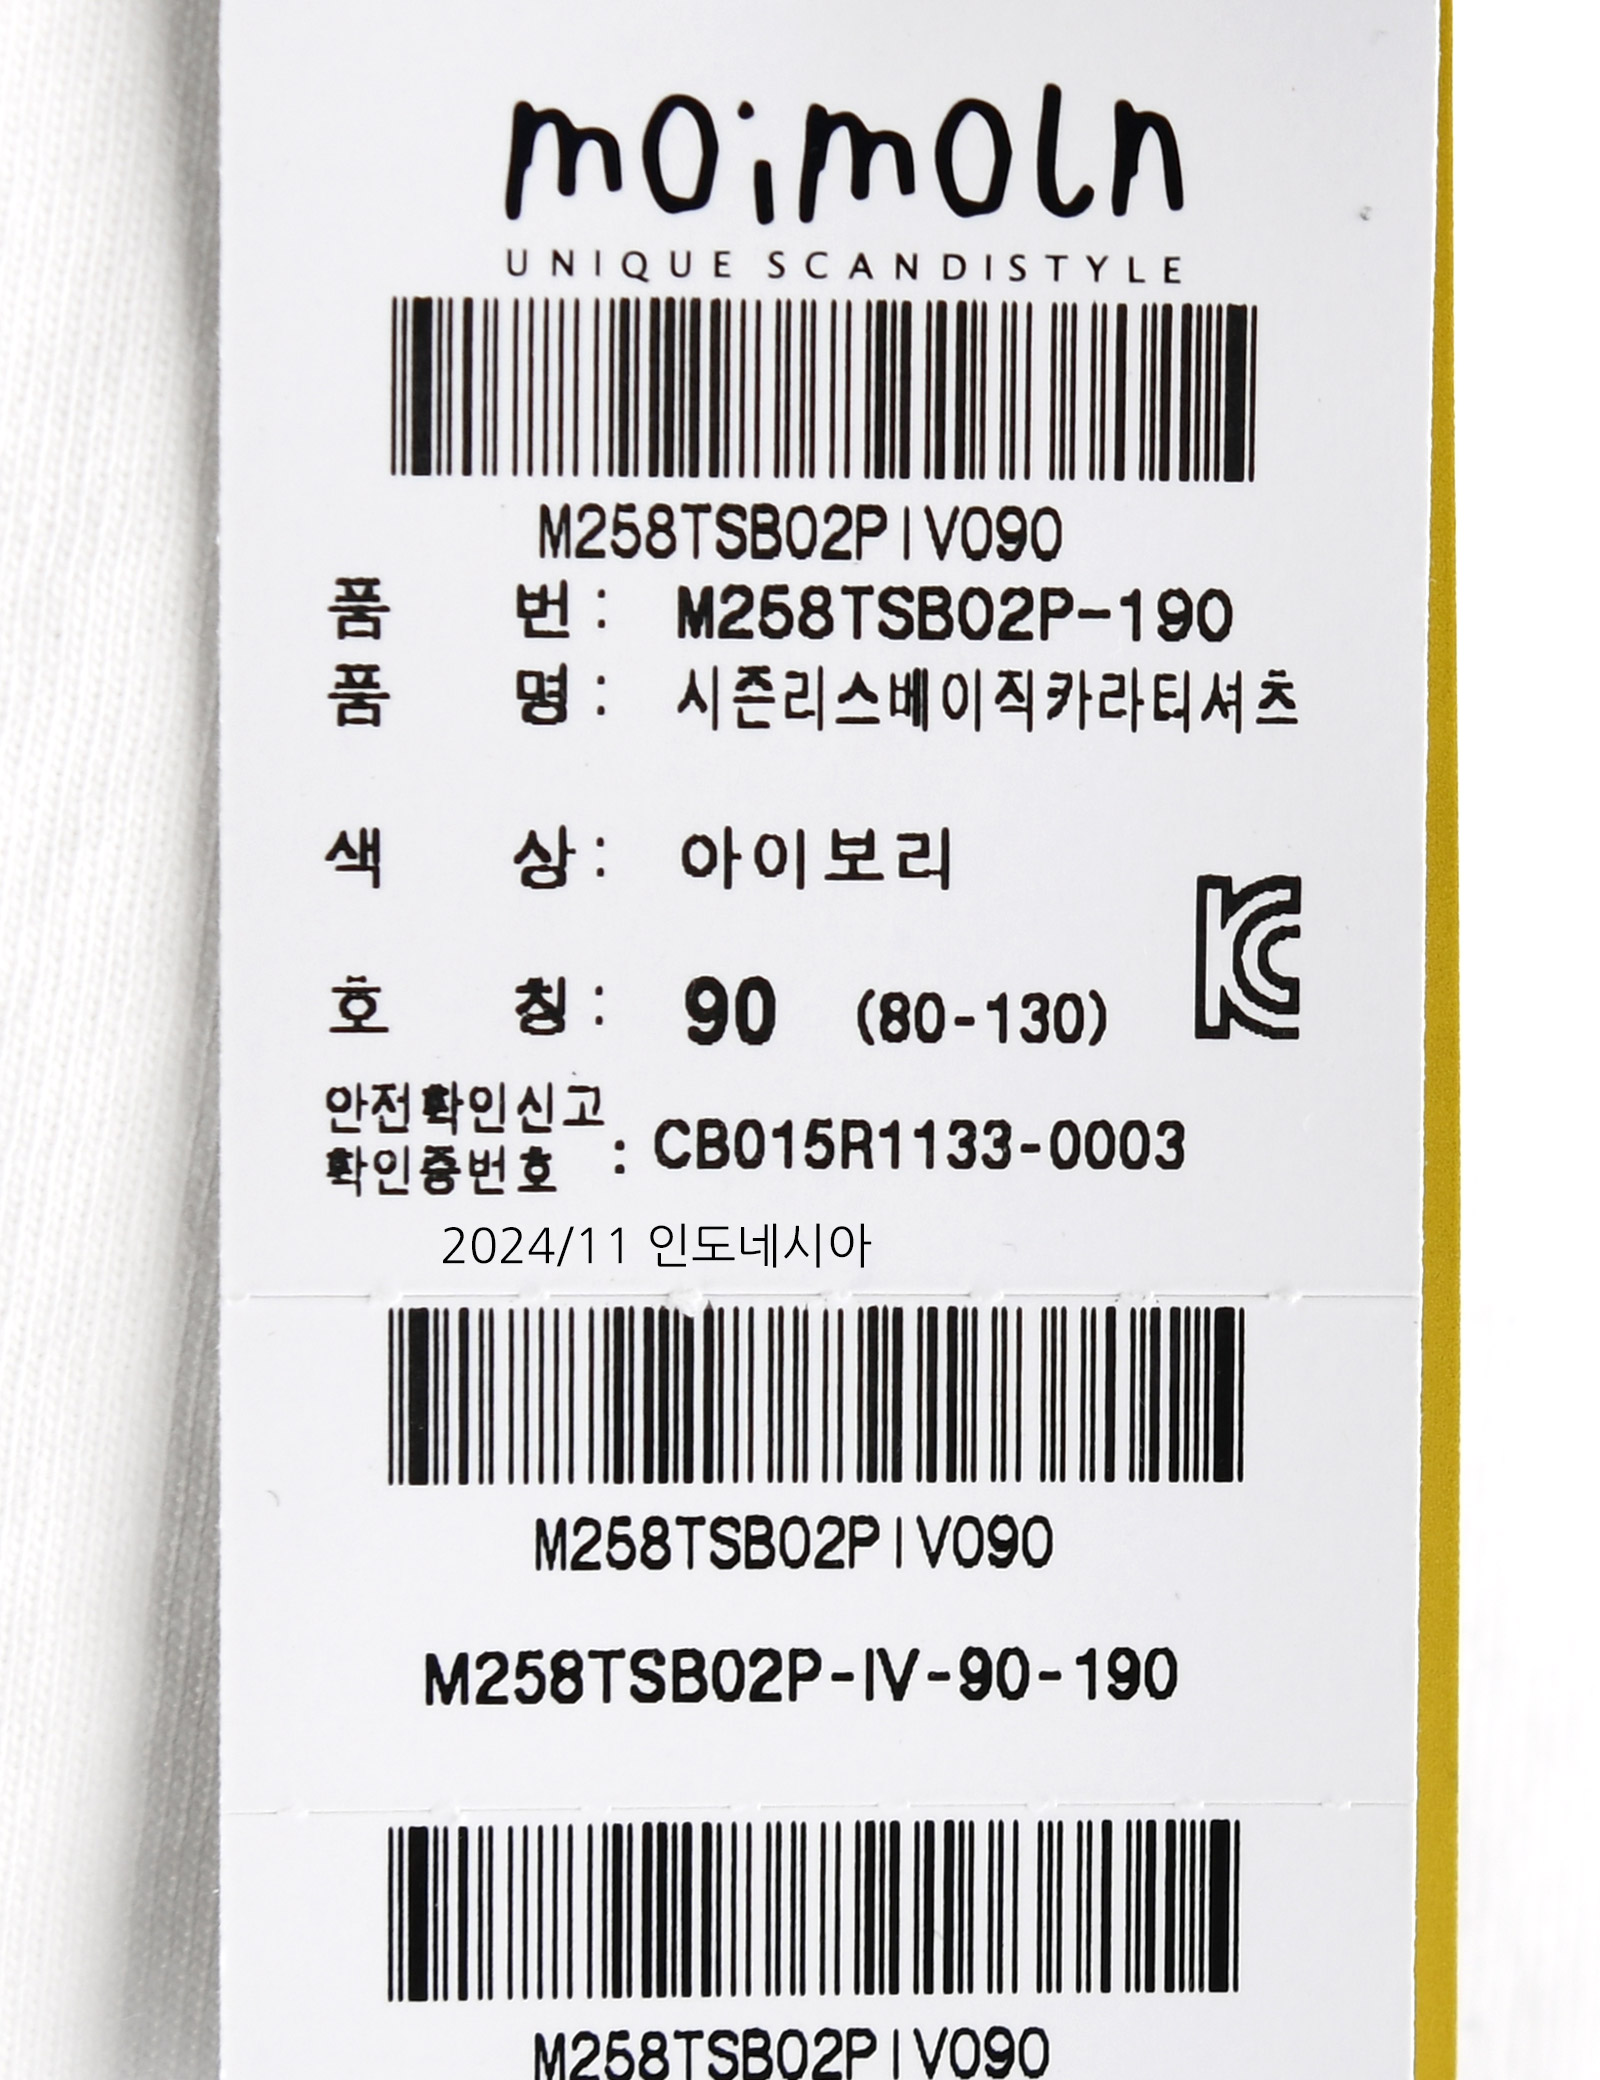 moimoln
UNIQUE SCANDISTYLE
M258TSB02PIV090
품 번 : M258TSB02P-190
품 명 : 시즌리스베이직카라티셔츠
색 상 : 아이보리
호 칭 : 90 (80-130)
안전확인신고
확인증번호 : CB015R1133-0003
2024/11 인도네시아
M258TSB02PIV090
M258TSB02P-IV-90-190
M258TSB02PIV090